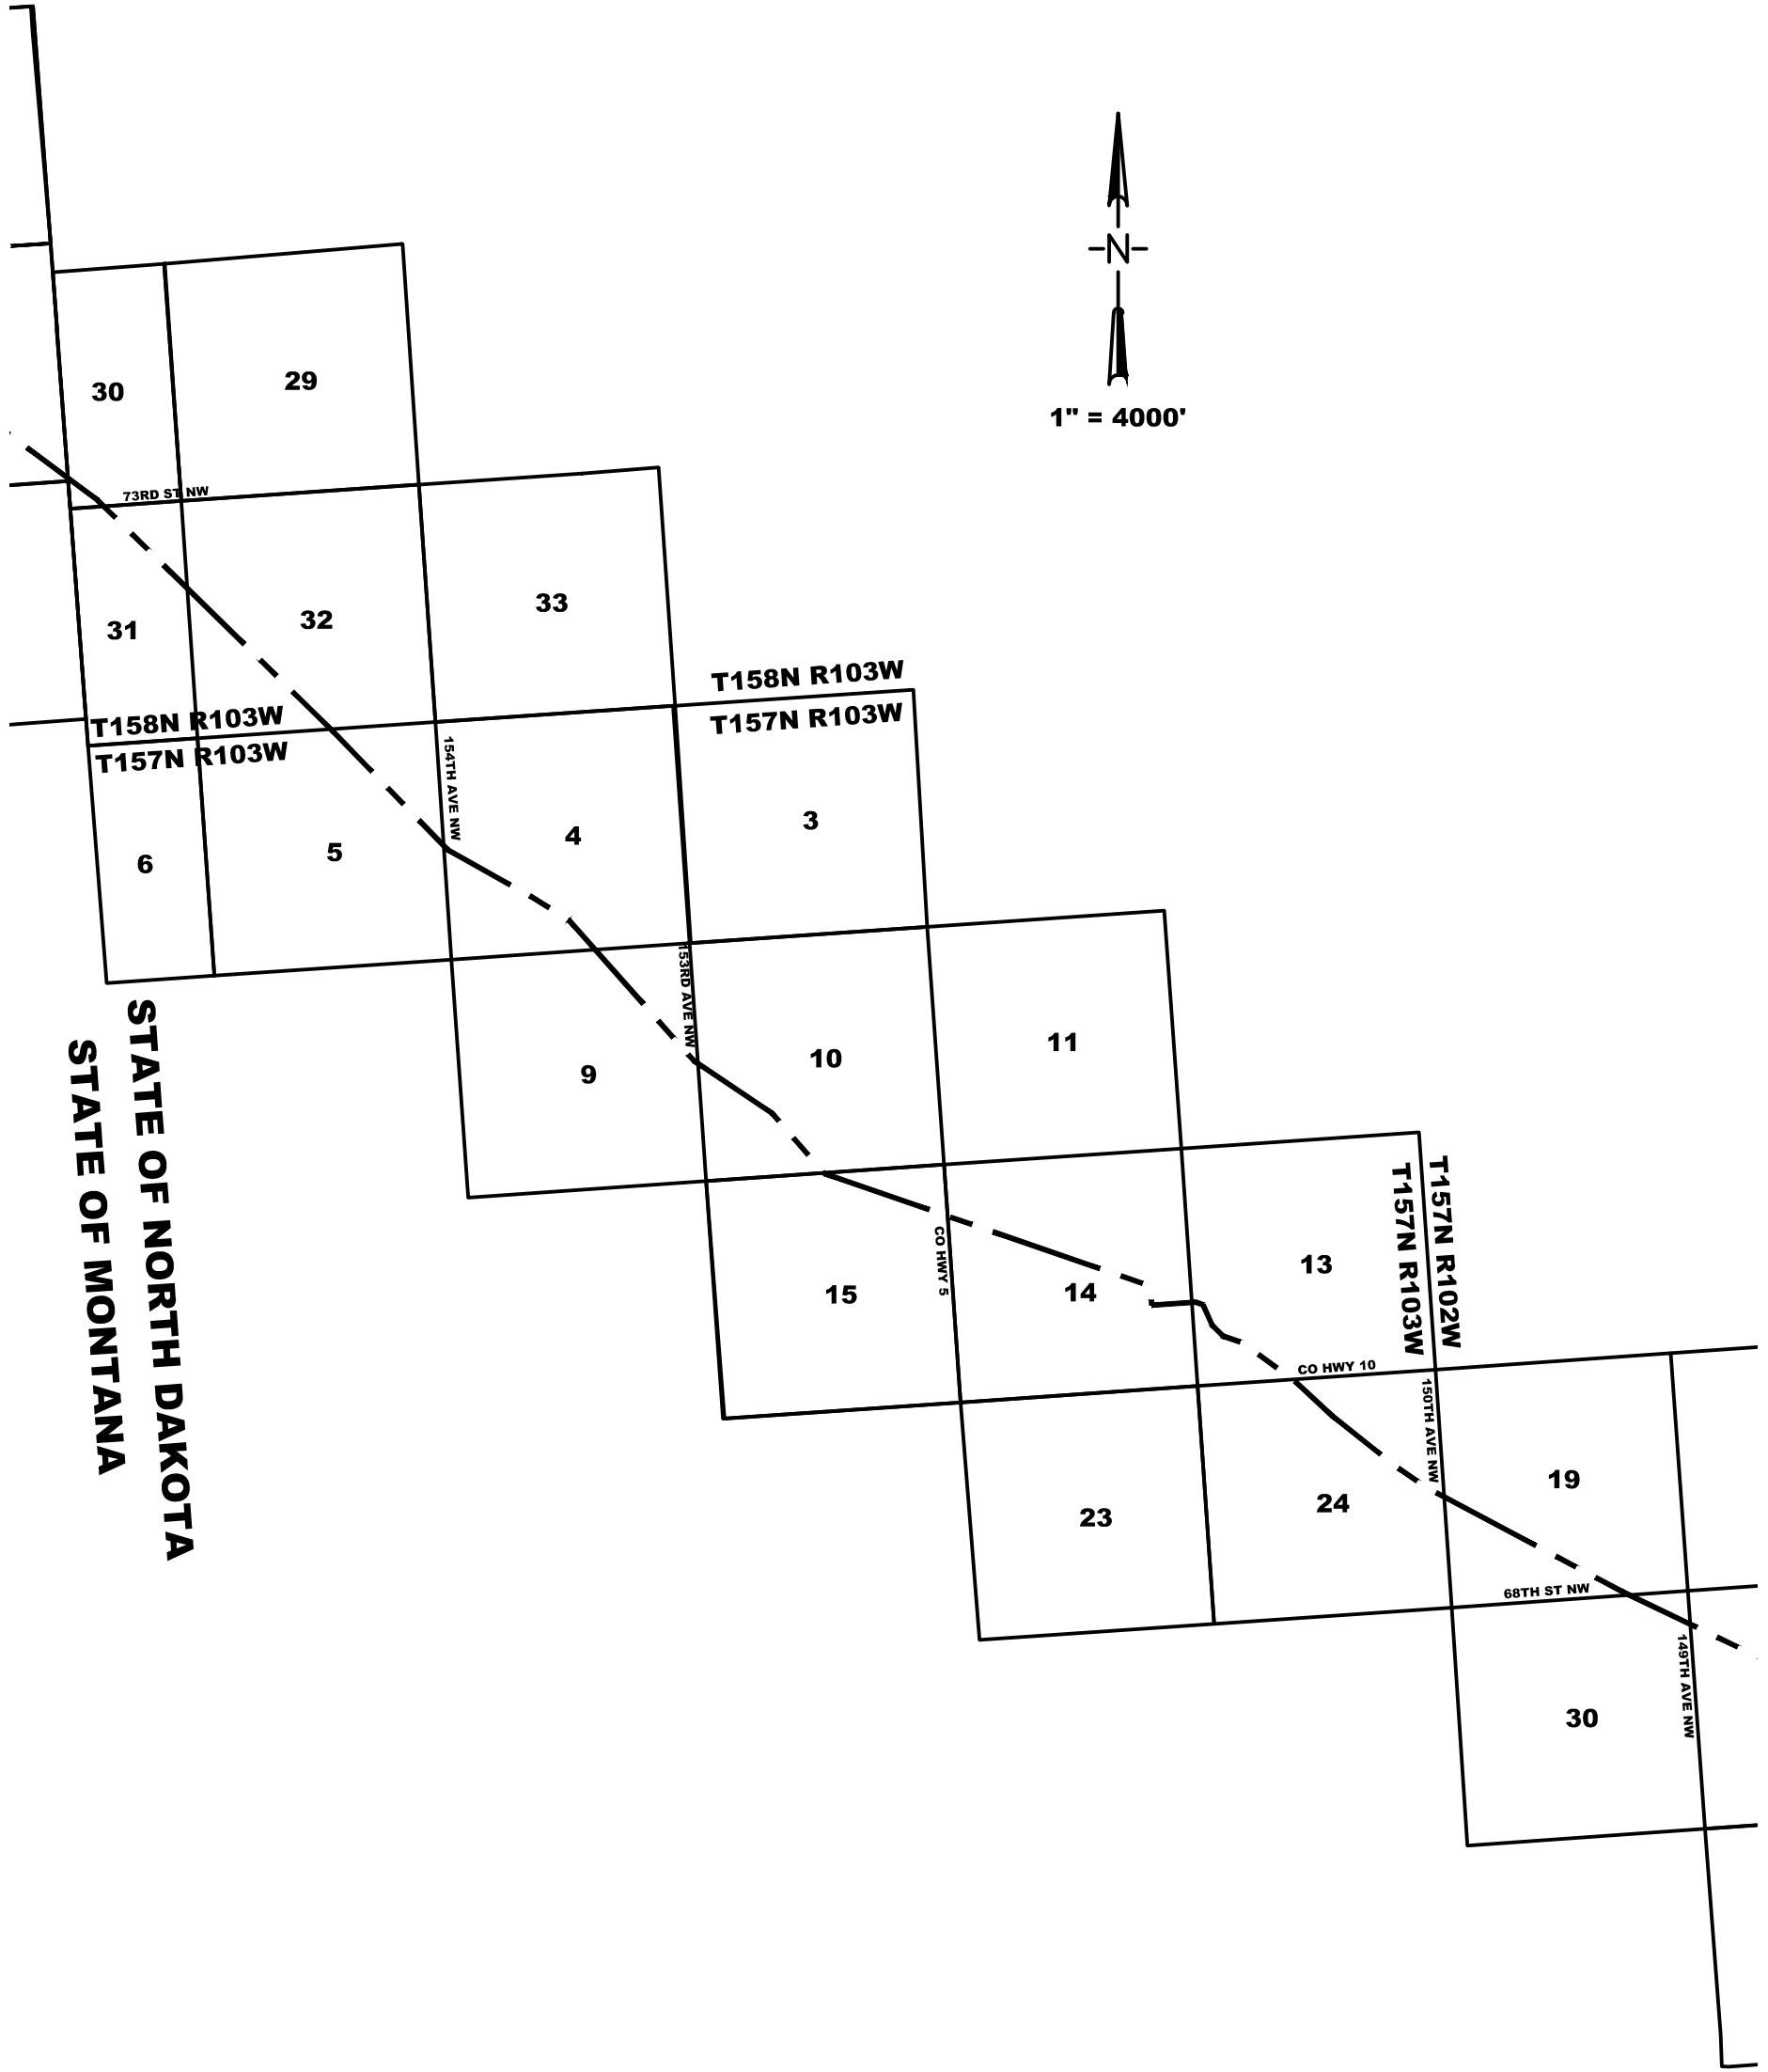 N
1" = 4000'
30
29
73RD ST NW
31
32
33
T158N R103W
T157N R103W
T158N R103W
T157N R103W
154TH AVE NW
6
5
4
3
153RD AVE NW
9
10
11
STATE OF NORTH DAKOTA
STATE OF MONTANA
CO HWY 5
15
14
13
T157N R102W
T157N R103W
CO HWY 10
150TH AVE NW
23
24
19
68TH ST NW
149TH AVE NW
30